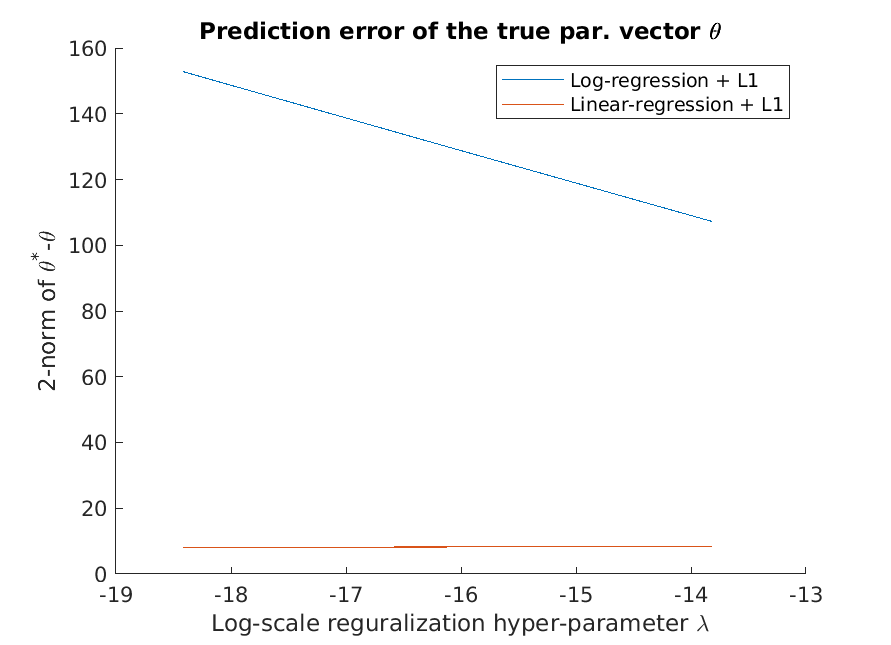 Prediction error of the true par. vector θ
Log-regression + L1
Linear-regression + L1
160
140
120
100
80
60
40
20
0
2-norm of θ*-θ
-19 -18 -17 -16 -15 -14 -13
Log-scale reguralization hyper-parameter λ